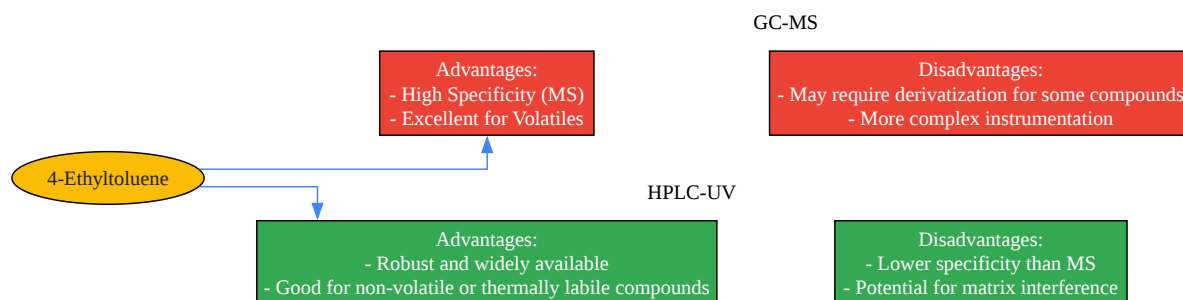 GC-MS
Advantages:
- High Specificity (MS)
- Excellent for Volatiles
Disadvantages:
- May require derivatization for some compounds
- More complex instrumentation
4-Ethyltoluene
HPLC-UV
Advantages:
- Robust and widely available
- Good for non-volatile or thermally labile compounds
Disadvantages:
- Lower specificity than MS
- Potential for matrix interference